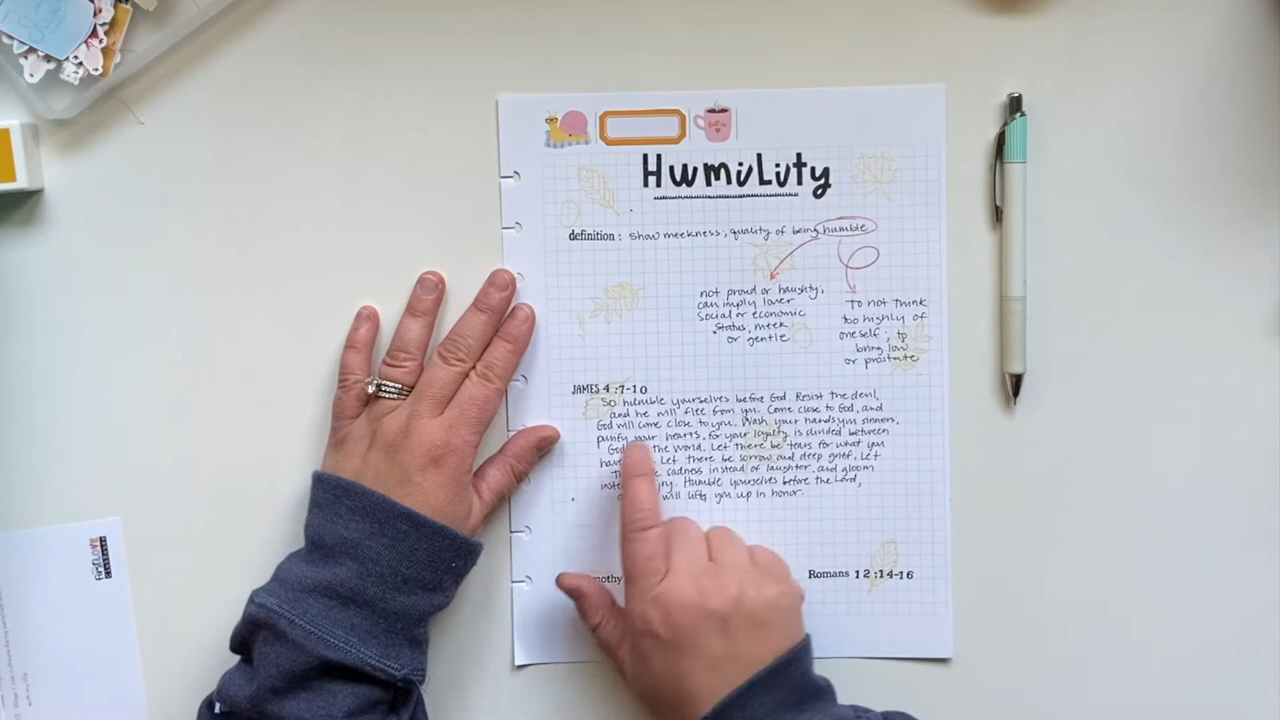 HumiLity
definition : show meekness; quality of being humble
not proud or haughty;
can imply lower
social or economic
status, meek
or gentle
To not think
too highly of
oneself; to
bring low
or prostrate
JAMES 4 :7-10
So humble yourselves before God. Resist the devil,
and he will flee from you. Come close to God, and
God will come close to you. Wash your hands you sinners,
purify your hearts, for your loyalty is divided between
God the world. Let there be tears for what you
have Let there be sorrow and deep grief. Let
sadness instead of laughter, and gloom
joy. Humble yourselves before the Lord,
will lift you up in honor.
Romans 12 :14-16
First LOVE